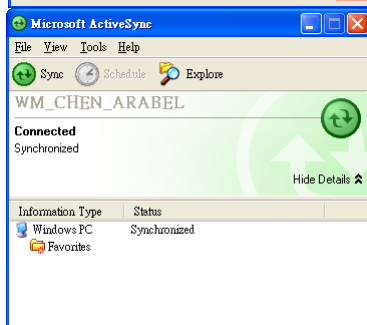 Microsoft ActiveSync
File View Tools Help
Sync Schedule Explore
WM_CHEN_ARABEL
Connected
Synchronized
Hide Details
Information Type Status
Windows PC Synchronized
Favorites